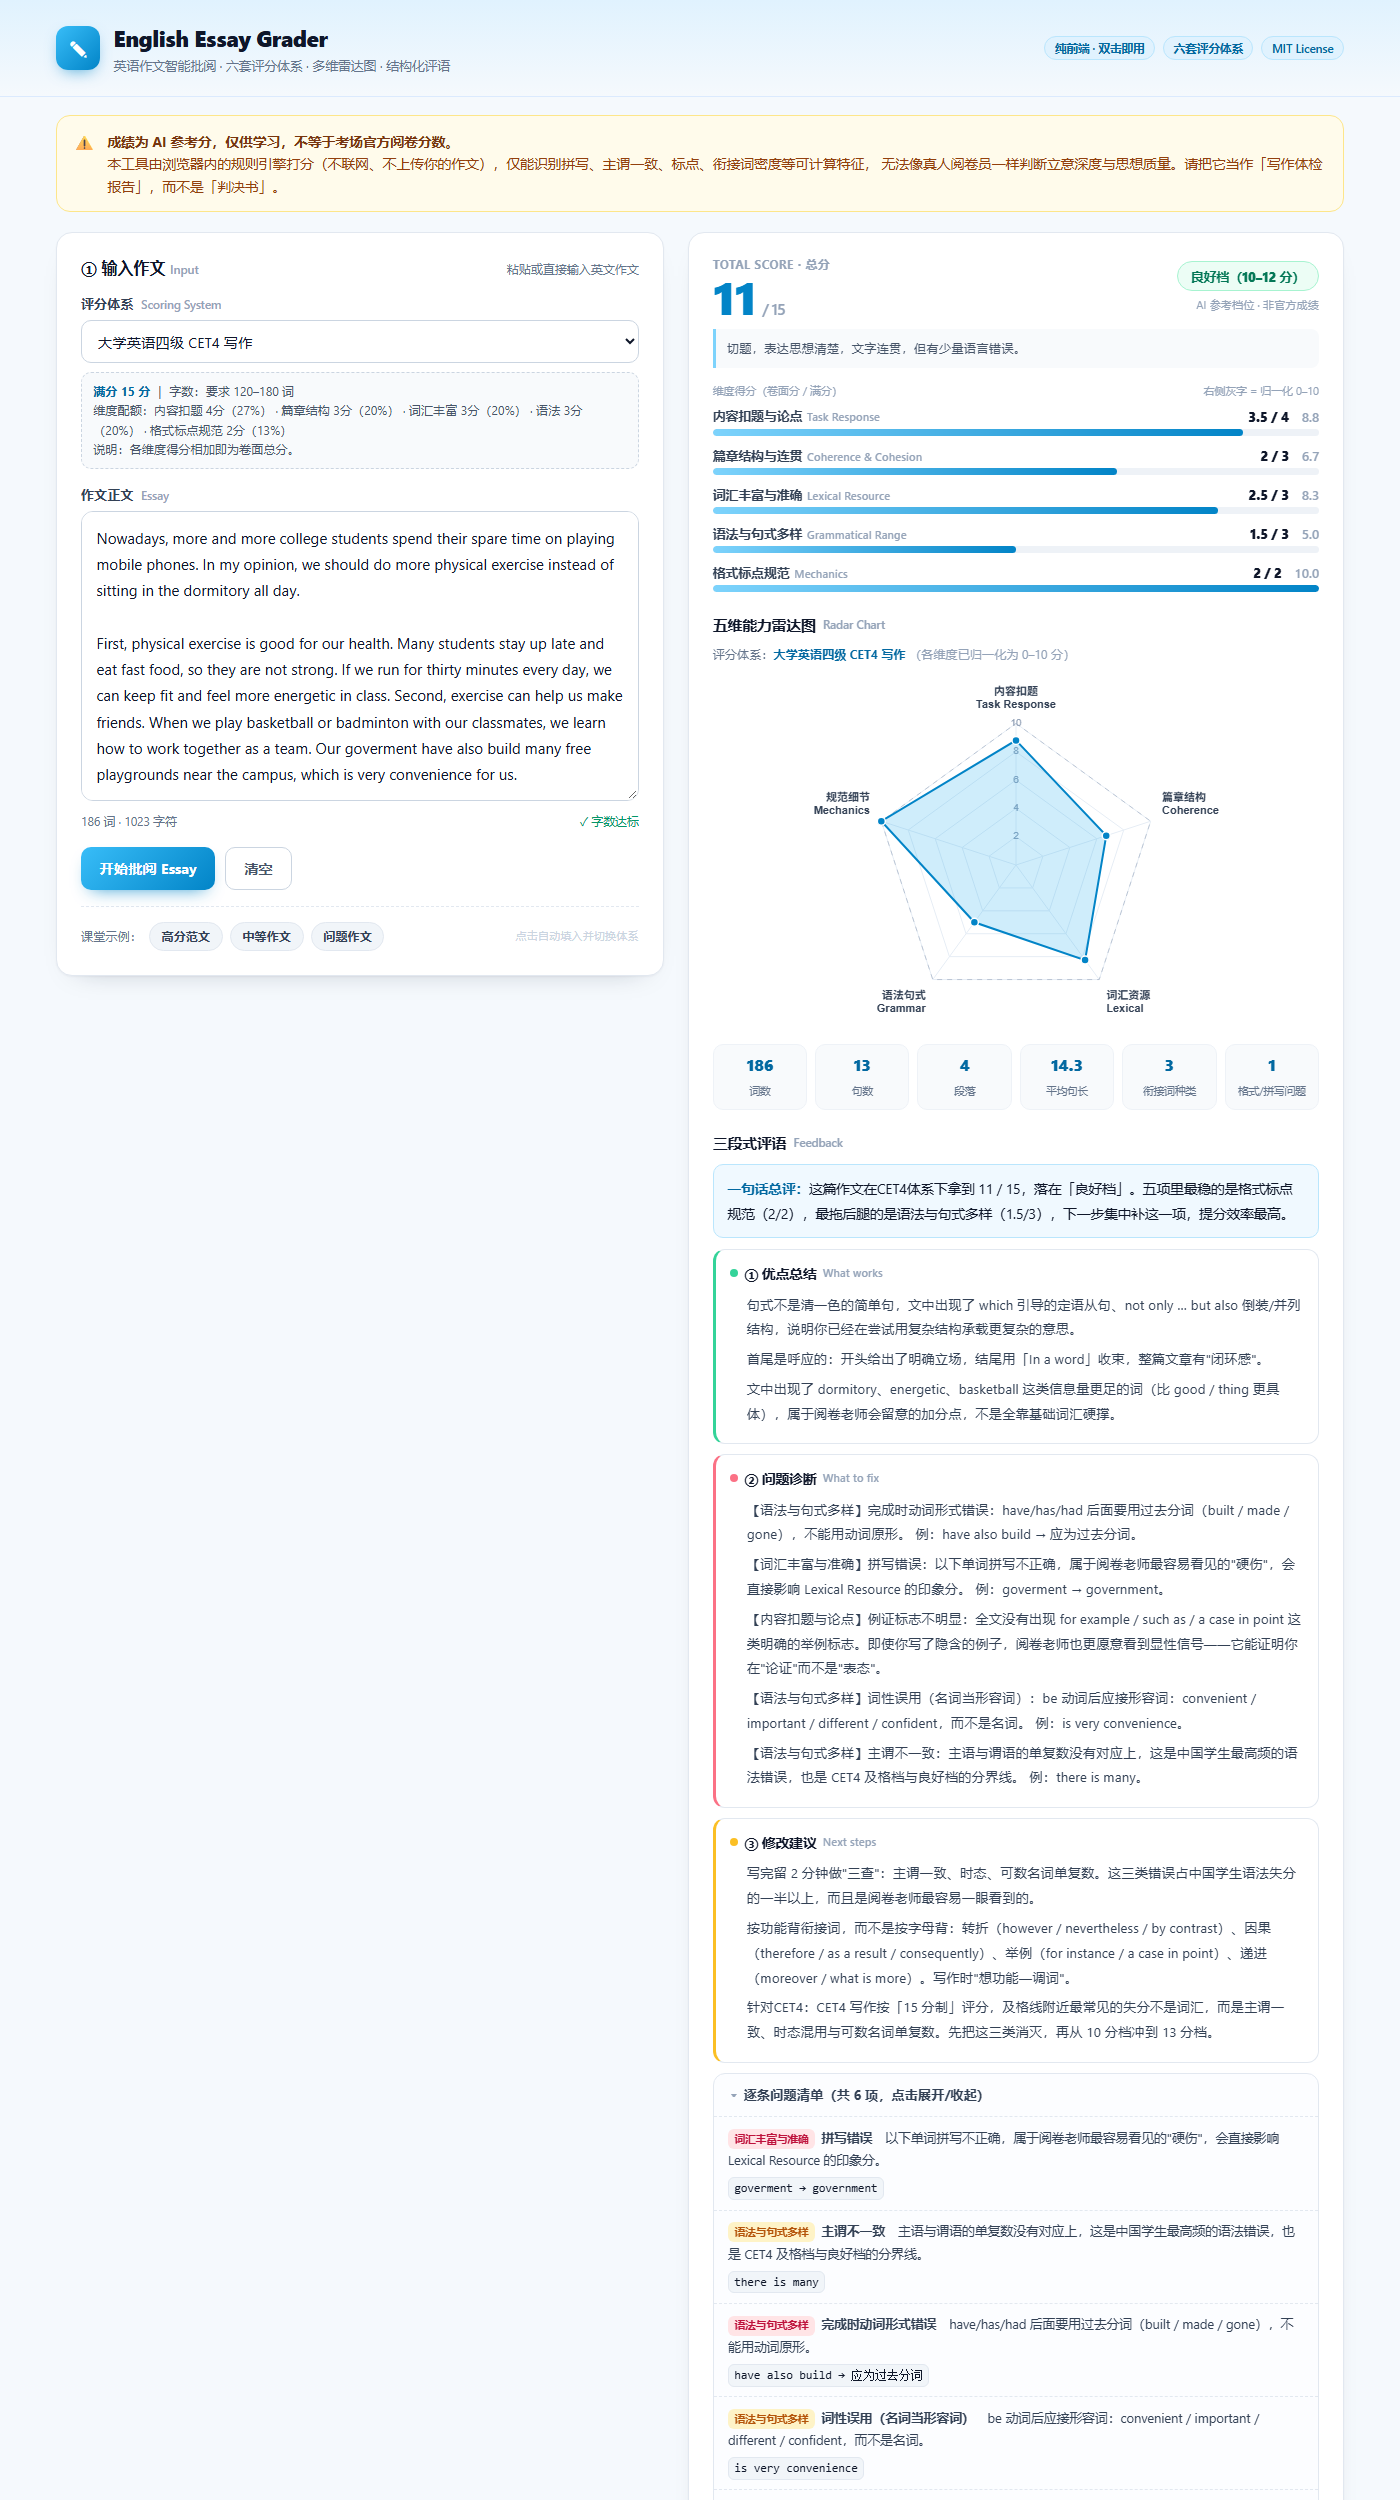 English Essay Grader
英语作文智能批阅 · 六套评分体系 · 多维雷达图 · 结构化评语
纯前端 · 双击即用
六套评分体系
MIT License
成绩为 AI 参考分，仅供学习，不等于考场官方阅卷分数。
本工具由浏览器内的规则引擎打分（不联网、不上传你的作文），仅能识别拼写、主谓一致、标点、衔接词密度等可计算特征， 无法像真人阅卷员一样判断立意深度与思想质量。请把它当作「写作体检
报告」，而不是「判决书」。
① 输入作文 Input
粘贴或直接输入英文作文
评分体系 Scoring System
大学英语四级 CET4 写作
满分 15 分 | 字数：要求 120–180 词
维度配额：内容扣题 4分（27%） · 篇章结构 3分（20%） · 词汇丰富 3分（20%） · 语法 3分
（20%） · 格式标点规范 2分（13%）
说明：各维度得分相加即为卷面总分。
作文正文 Essay
Nowadays, more and more college students spend their spare time on playing
mobile phones. In my opinion, we should do more physical exercise instead of
sitting in the dormitory all day.
First, physical exercise is good for our health. Many students stay up late and
eat fast food, so they are not strong. If we run for thirty minutes every day, we
can keep fit and feel more energetic in class. Second, exercise can help us make
friends. When we play basketball or badminton with our classmates, we learn
how to work together as a team. Our goverment have also build many free
playgrounds near the campus, which is very convenience for us.
186 词 · 1023 字符
✓ 字数达标
开始批阅 Essay
清空
课堂示例：
高分范文
中等作文
问题作文
点击自动填入并切换体系
TOTAL SCORE · 总分
11 / 15
良好档（10–12 分）
AI 参考档位 · 非官方成绩
切题，表达思想清楚，文字连贯，但有少量语言错误。
维度得分（卷面分 / 满分）
右侧灰字 = 归一化 0–10
内容扣题与论点 Task Response 3.5 / 4 8.8
篇章结构与连贯 Coherence & Cohesion 2 / 3 6.7
词汇丰富与准确 Lexical Resource 2.5 / 3 8.3
语法与句式多样 Grammatical Range 1.5 / 3 5.0
格式标点规范 Mechanics 2 / 2 10.0
五维能力雷达图 Radar Chart
评分体系：大学英语四级 CET4 写作 （各维度已归一化为 0–10 分）
内容扣题
Task Response
10
8
6
4
2
规范细节
Mechanics
篇章结构
Coherence
语法句式
Grammar
词汇资源
Lexical
186
词数
13
句数
4
段落
14.3
平均句长
3
衔接词种类
1
格式/拼写问题
三段式评语 Feedback
一句话总评：这篇作文在CET4体系下拿到 11 / 15，落在「良好档」。五项里最稳的是格式标点
规范（2/2），最拖后腿的是语法与句式多样（1.5/3），下一步集中补这一项，提分效率最高。
① 优点总结 What works
句式不是清一色的简单句，文中出现了 which 引导的定语从句、not only ... but also 倒装/并列
结构，说明你已经在尝试用复杂结构承载更复杂的意思。
首尾是呼应的：开头给出了明确立场，结尾用「In a word」收束，整篇文章有"闭环感"。
文中出现了 dormitory、energetic、basketball 这类信息量更足的词（比 good / thing 更具
体），属于阅卷老师会留意的加分点，不是全靠基础词汇硬撑。
② 问题诊断 What to fix
【语法与句式多样】完成时动词形式错误：have/has/had 后面要用过去分词（built / made /
gone），不能用动词原形。 例：have also build → 应为过去分词。
【词汇丰富与准确】拼写错误：以下单词拼写不正确，属于阅卷老师最容易看见的"硬伤"，会
直接影响 Lexical Resource 的印象分。 例：goverment → government。
【内容扣题与论点】例证标志不明显：全文没有出现 for example / such as / a case in point 这
类明确的举例标志。即使你写了隐含的例子，阅卷老师也更愿意看到显性信号——它能证明你
在"论证"而不是"表态"。
【语法与句式多样】词性误用（名词当形容词）：be 动词后应接形容词：convenient /
important / different / confident，而不是名词。 例：is very convenience。
【语法与句式多样】主谓不一致：主语与谓语的单复数没有对应上，这是中国学生最高频的语
法错误，也是 CET4 及格档与良好档的分界线。 例：there is many。
③ 修改建议 Next steps
写完留 2 分钟做"三查"：主谓一致、时态、可数名词单复数。这三类错误占中国学生语法失分
的一半以上，而且是阅卷老师最容易一眼看到的。
按功能背衔接词，而不是按字母背：转折（however / nevertheless / by contrast）、因果
（therefore / as a result / consequently）、举例（for instance / a case in point）、递进
（moreover / what is more）。写作时"想功能—调词"。
针对CET4：CET4 写作按「15 分制」评分，及格线附近最常见的失分不是词汇，而是主谓一
致、时态混用与可数名词单复数。先把这三类消灭，再从 10 分档冲到 13 分档。
逐条问题清单（共 6 项，点击展开/收起）
词汇丰富与准确 拼写错误 以下单词拼写不正确，属于阅卷老师最容易看见的"硬伤"，会直接影响
Lexical Resource 的印象分。
goverment → government
语法与句式多样 主谓不一致 主语与谓语的单复数没有对应上，这是中国学生最高频的语法错误，也
是 CET4 及格档与良好档的分界线。
there is many
语法与句式多样 完成时动词形式错误 have/has/had 后面要用过去分词（built / made / gone），不
能用动词原形。
have also build → 应为过去分词
语法与句式多样 词性误用（名词当形容词） be 动词后应接形容词：convenient / important /
different / confident，而不是名词。
is very convenience